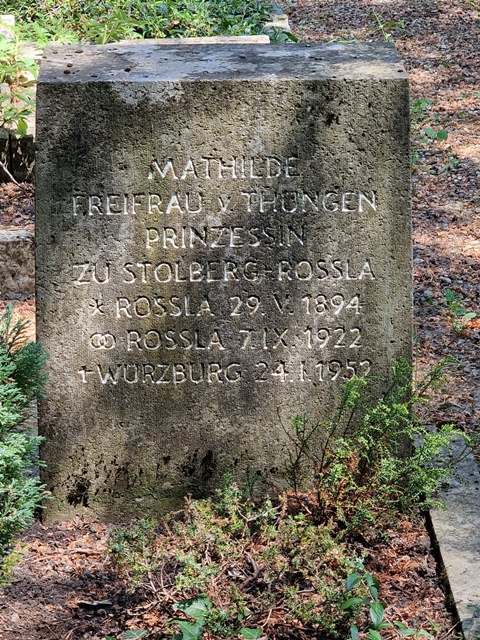 MATHILDE
FREIFRAU V. THÜNGEN
PRINZESSIN
ZU STOLBERG-ROSSLA
* ROSSLA 29. V. 1894
∞ ROSSLA 7. IX. 1922
† WÜRZBURG 24. I. 1952